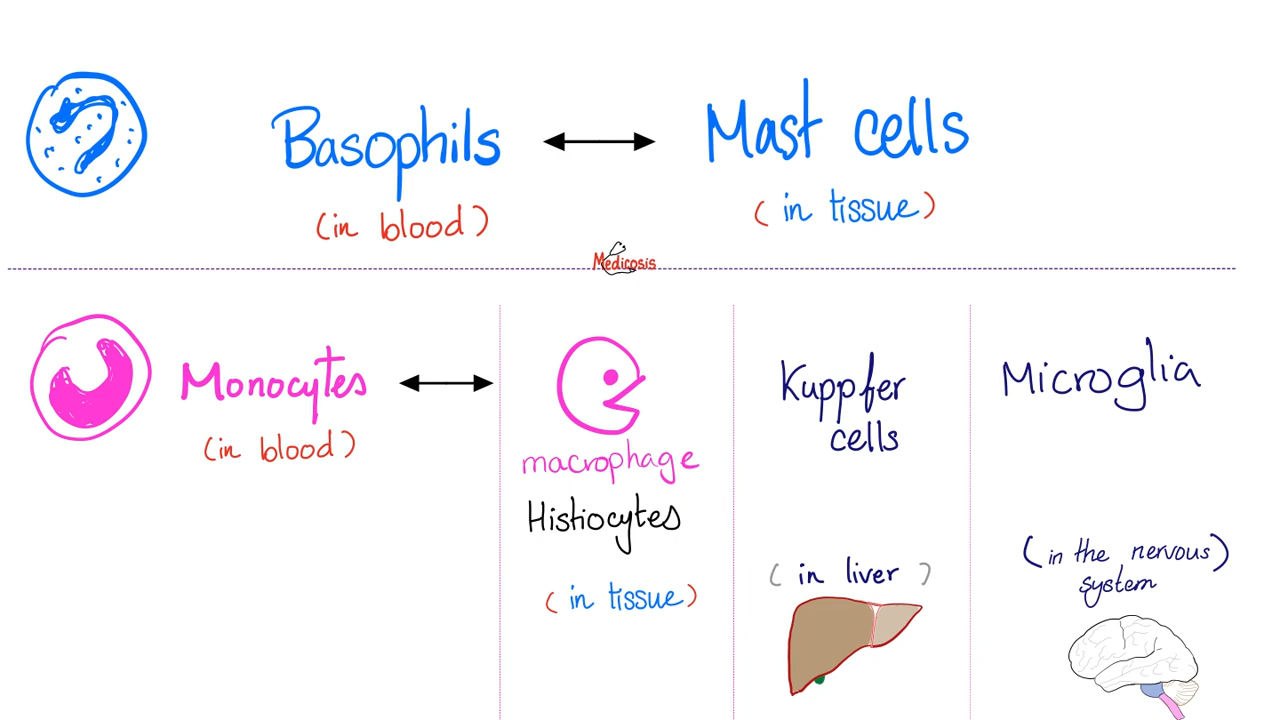 Basophils
Mast cells
(in blood)
(in tissue)
Medicosis
Monocytes
(in blood)
macrophage
Histiocytes
(in tissue)
Kuppfer
cells
(in liver)
Microglia
(in the nervous)
system